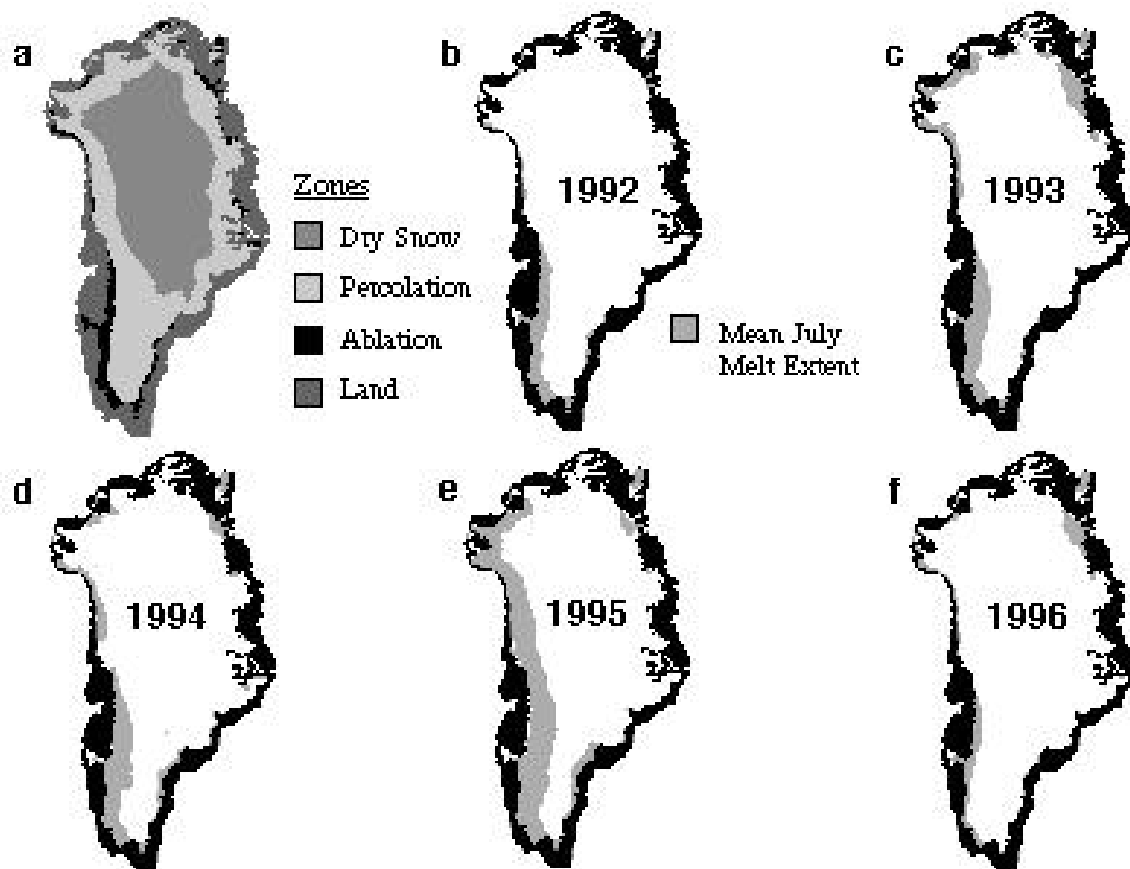 a
b
c
Zones
Dry Snow
Percolation
Ablation
Land
1992
1993
Mean July
Melt Extent
d
e
f
1994
1995
1996